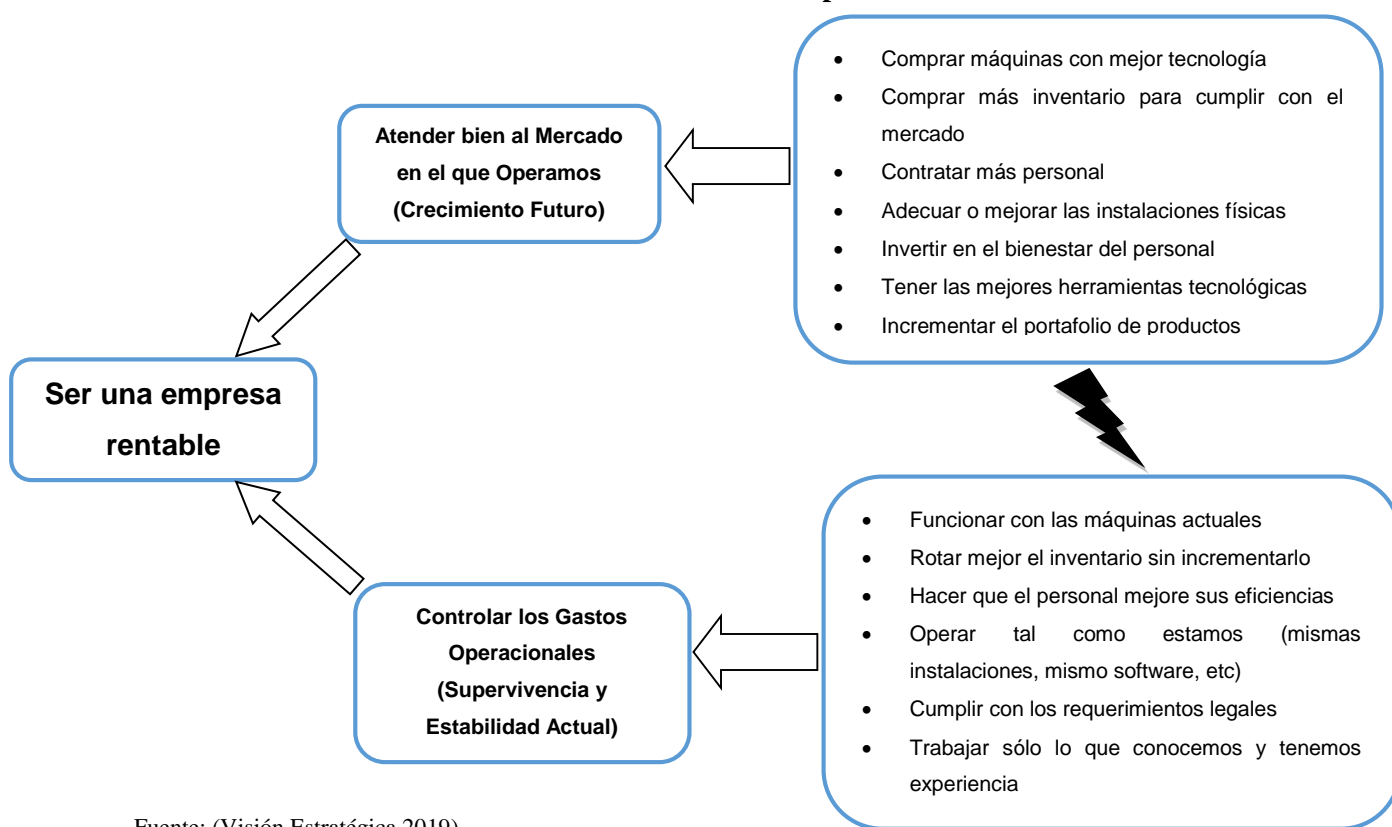 Comprar máquinas con mejor tecnología
Comprar más inventario para cumplir con el
mercado
Contratar más personal
Adecuar o mejorar las instalaciones físicas
Invertir en el bienestar del personal
Tener las mejores herramientas tecnológicas
Incrementar el portafolio de productos
Atender bien al Mercado
en el que Operamos
(Crecimiento Futuro)
Ser una empresa
rentable
Controlar los Gastos
Operacionales
(Supervivencia y
Estabilidad Actual)
Funcionar con las máquinas actuales
Rotar mejor el inventario sin incrementarlo
Hacer que el personal mejore sus eficiencias
Operar tal como estamos (mismas
instalaciones, mismo software, etc)
Cumplir con los requerimientos legales
Trabajar sólo lo que conocemos y tenemos
experiencia
Fuente: (Visión Estratégica 2019)